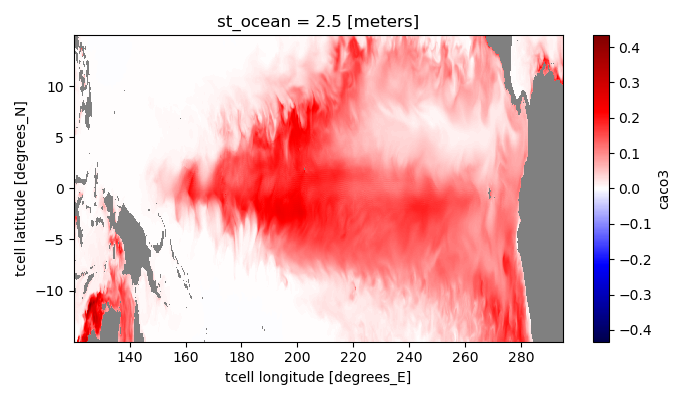 st_ocean = 2.5 [meters]
10
5
0
−5
−10
tcell latitude [degrees_N]
140 160 180 200 220 240 260 280
tcell longitude [degrees_E]
0.4
0.3
0.2
0.1
0.0
−0.1
−0.2
−0.3
−0.4
caco3